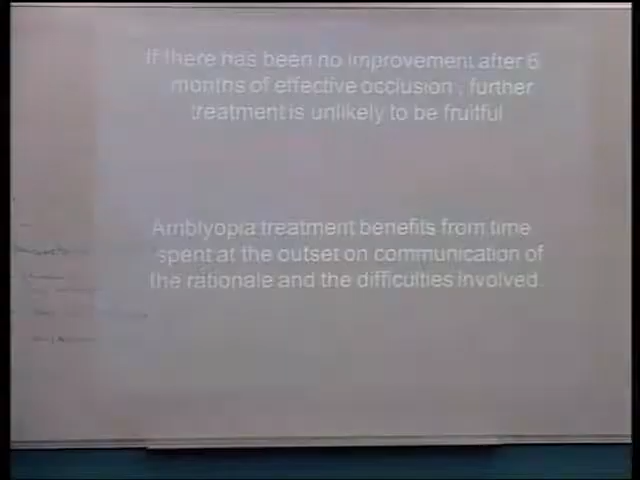 If there has been no improvement after 6
months of effective occlusion , further
treatment is unlikely to be fruitful
Amblyopia treatment benefits from time
spent at the outset on communication of
the rationale and the difficulties involved.